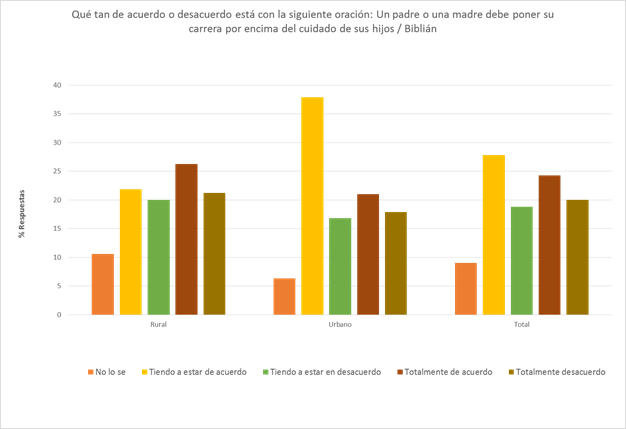 Qué tan de acuerdo o desacuerdo está con la siguiente oración: Un padre o una madre debe poner su
carrera por encima del cuidado de sus hijos / Biblián
40
35
30
25
20
15
10
5
0
% Respuestas
Rural
Urbano
Total
No lo se
Tiendo a estar de acuerdo
Tiendo a estar en desacuerdo
Totalmente de acuerdo
Totalmente desacuerdo